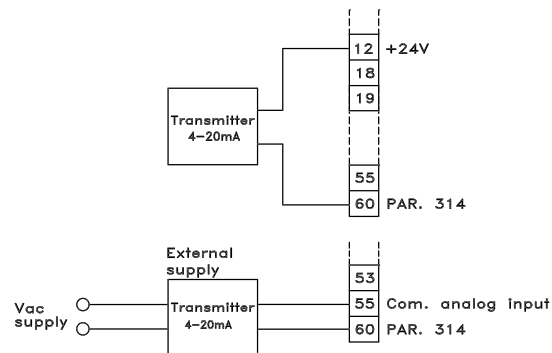 12 +24V
18
19
Transmitter
4-20mA
55
60 PAR. 314
External
supply
53
Vac
supply
Transmitter
4-20mA
55 Com. analog input
60 PAR. 314